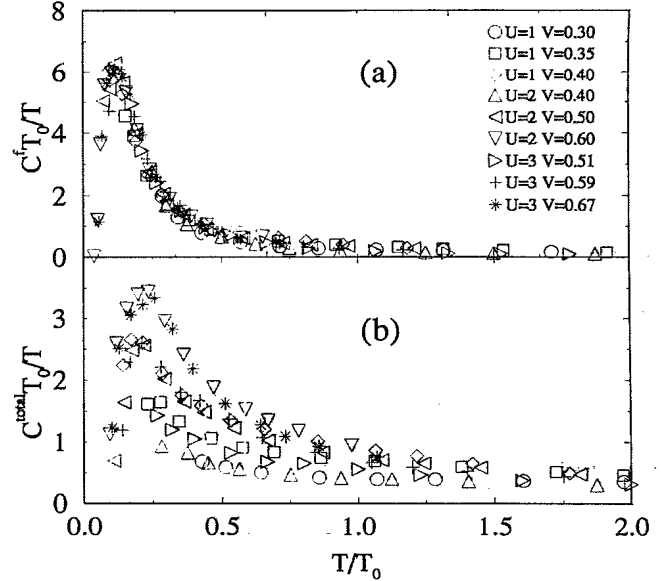 8
6
4
2
0
C^f T_0/T
(a)
U=1 V=0.30
U=1 V=0.35
U=1 V=0.40
U=2 V=0.40
U=2 V=0.50
U=2 V=0.60
U=3 V=0.51
U=3 V=0.59
U=3 V=0.67
3
2
1
0
C^total T_0/T
(b)
0.0 0.5 1.0 1.5 2.0
T/T_0